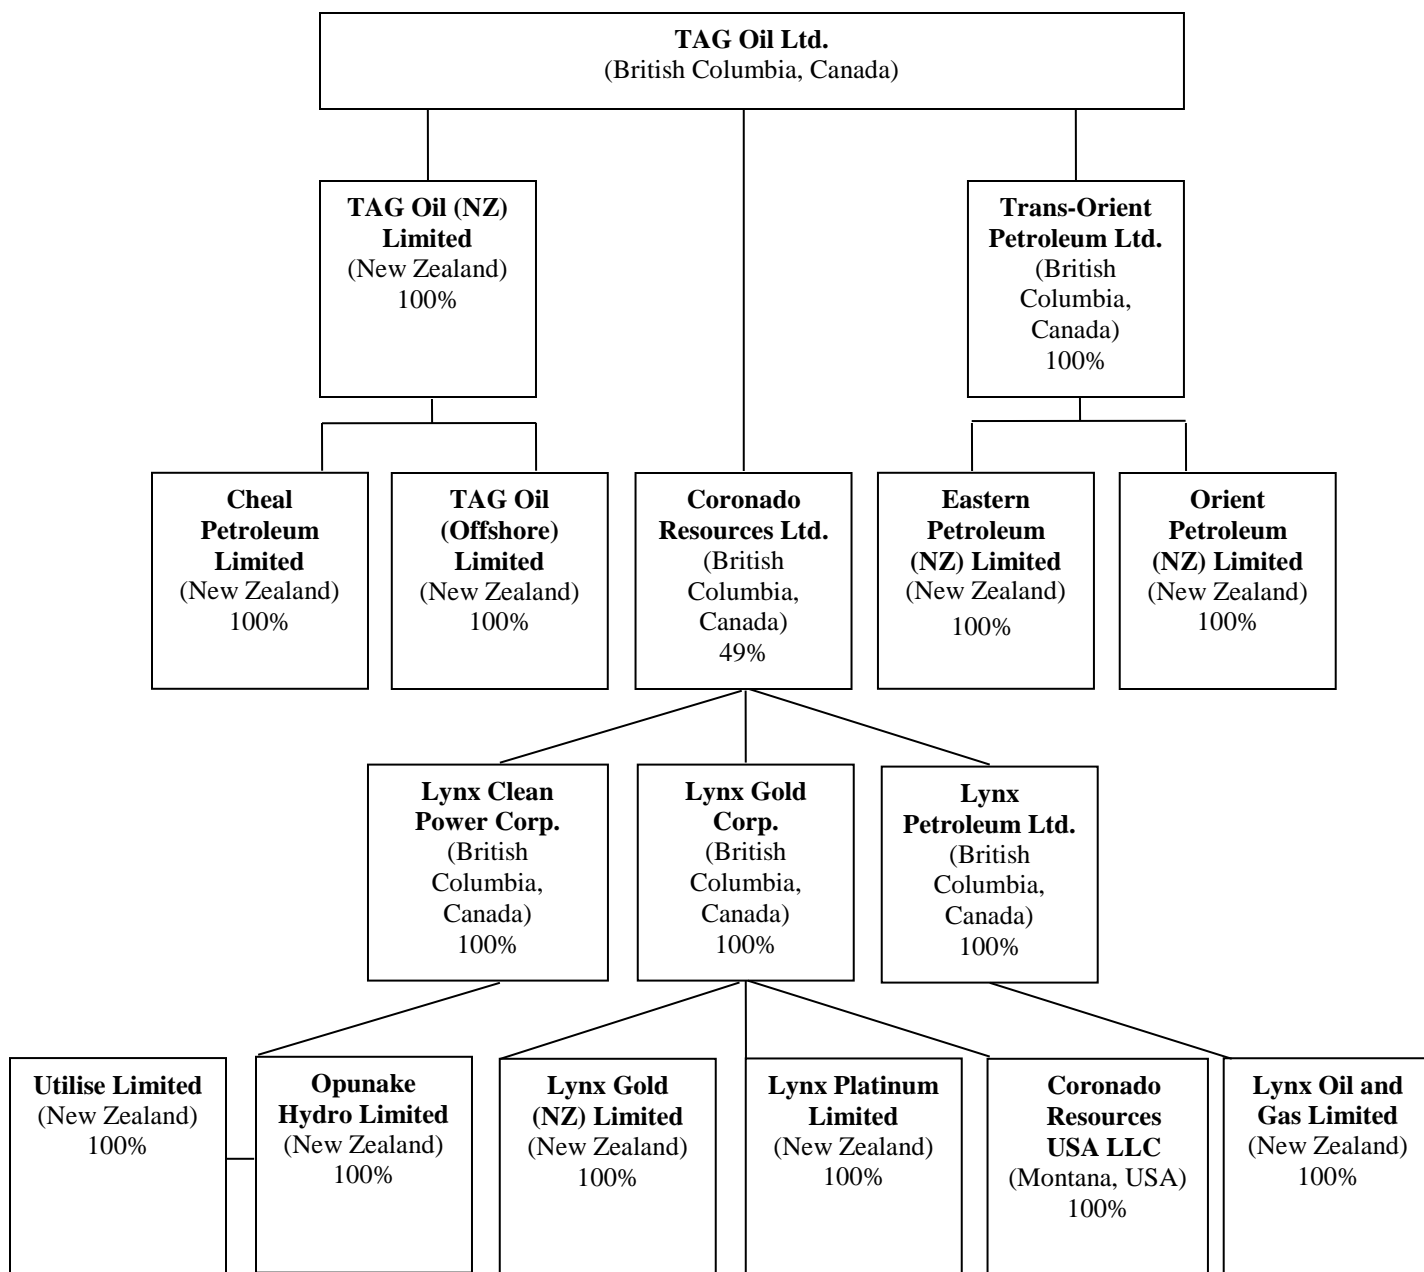 TAG Oil Ltd.
(British Columbia, Canada)
TAG Oil (NZ)
Limited
(New Zealand)
100%
Trans-Orient
Petroleum Ltd.
(British
Columbia,
Canada)
100%
Cheal
Petroleum
Limited
(New Zealand)
100%
TAG Oil
(Offshore)
Limited
(New Zealand)
100%
Coronado
Resources Ltd.
(British
Columbia,
Canada)
49%
Eastern
Petroleum
(NZ) Limited
(New Zealand)
100%
Orient
Petroleum
(NZ) Limited
(New Zealand)
100%
Lynx Clean
Power Corp.
(British
Columbia,
Canada)
100%
Lynx Gold
Corp.
(British
Columbia,
Canada)
100%
Lynx
Petroleum Ltd.
(British
Columbia,
Canada)
100%
Utilise Limited
(New Zealand)
100%
Opunake
Hydro Limited
(New Zealand)
100%
Lynx Gold
(NZ) Limited
(New Zealand)
100%
Lynx Platinum
Limited
(New Zealand)
100%
Coronado
Resources
USA LLC
(Montana, USA)
100%
Lynx Oil and
Gas Limited
(New Zealand)
100%